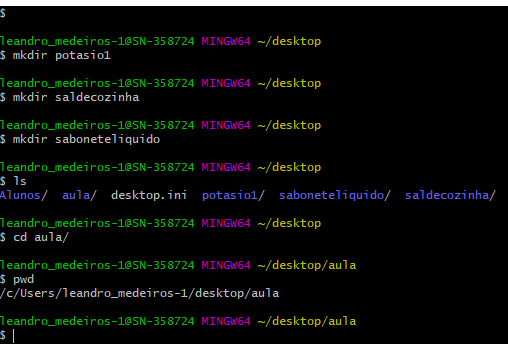 $
leandro_medeiros-1@SN-358724 MINGW64 ~/desktop
$ mkdir potasio1
leandro_medeiros-1@SN-358724 MINGW64 ~/desktop
$ mkdir saldecozinha
leandro_medeiros-1@SN-358724 MINGW64 ~/desktop
$ mkdir saboneteliquido
leandro_medeiros-1@SN-358724 MINGW64 ~/desktop
$ ls
Alunos/  aula/  desktop.ini  potasio1/  saboneteliquido/  saldecozinha/
leandro_medeiros-1@SN-358724 MINGW64 ~/desktop
$ cd aula/
leandro_medeiros-1@SN-358724 MINGW64 ~/desktop/aula
$ pwd
/c/Users/leandro_medeiros-1/desktop/aula
leandro_medeiros-1@SN-358724 MINGW64 ~/desktop/aula
$